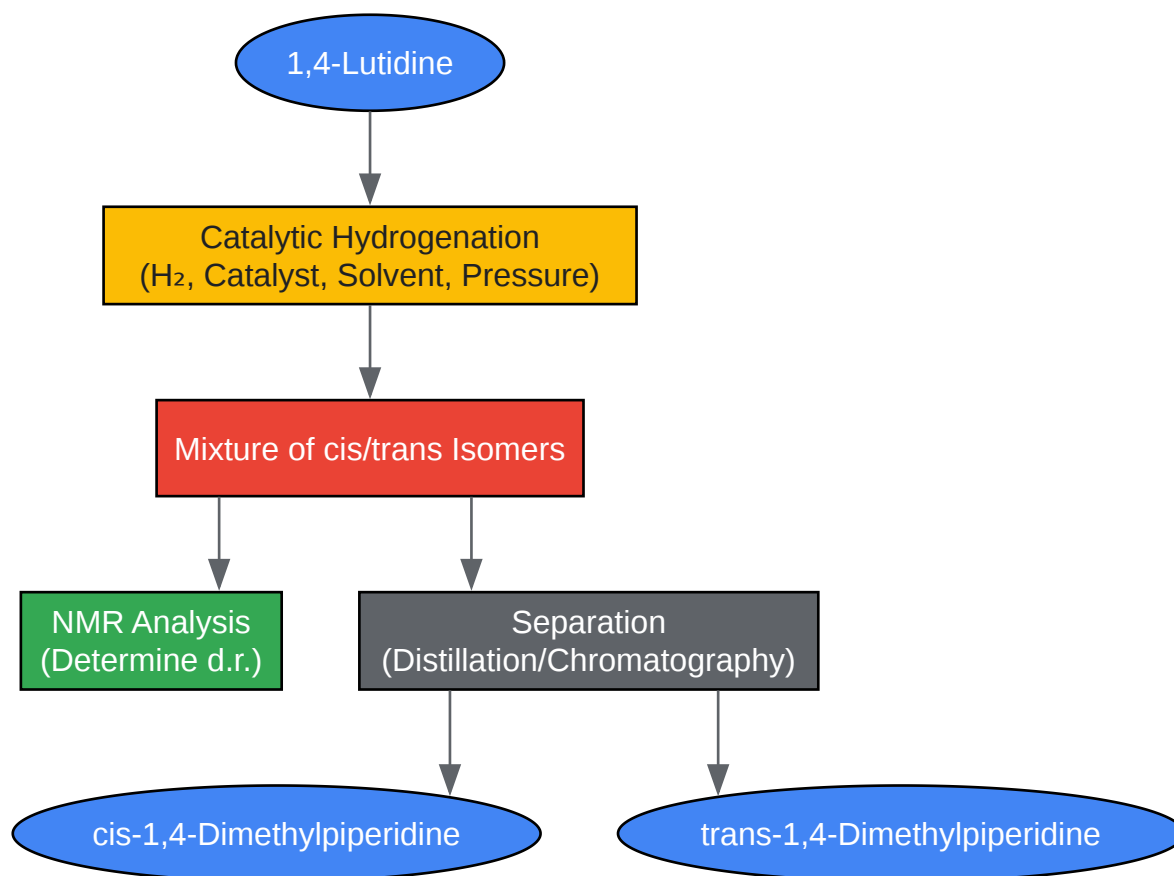 1,4-Lutidine
Catalytic Hydrogenation
(H₂, Catalyst, Solvent, Pressure)
Mixture of cis/trans Isomers
NMR Analysis
(Determine d.r.)
Separation
(Distillation/Chromatography)
cis-1,4-Dimethylpiperidine
trans-1,4-Dimethylpiperidine